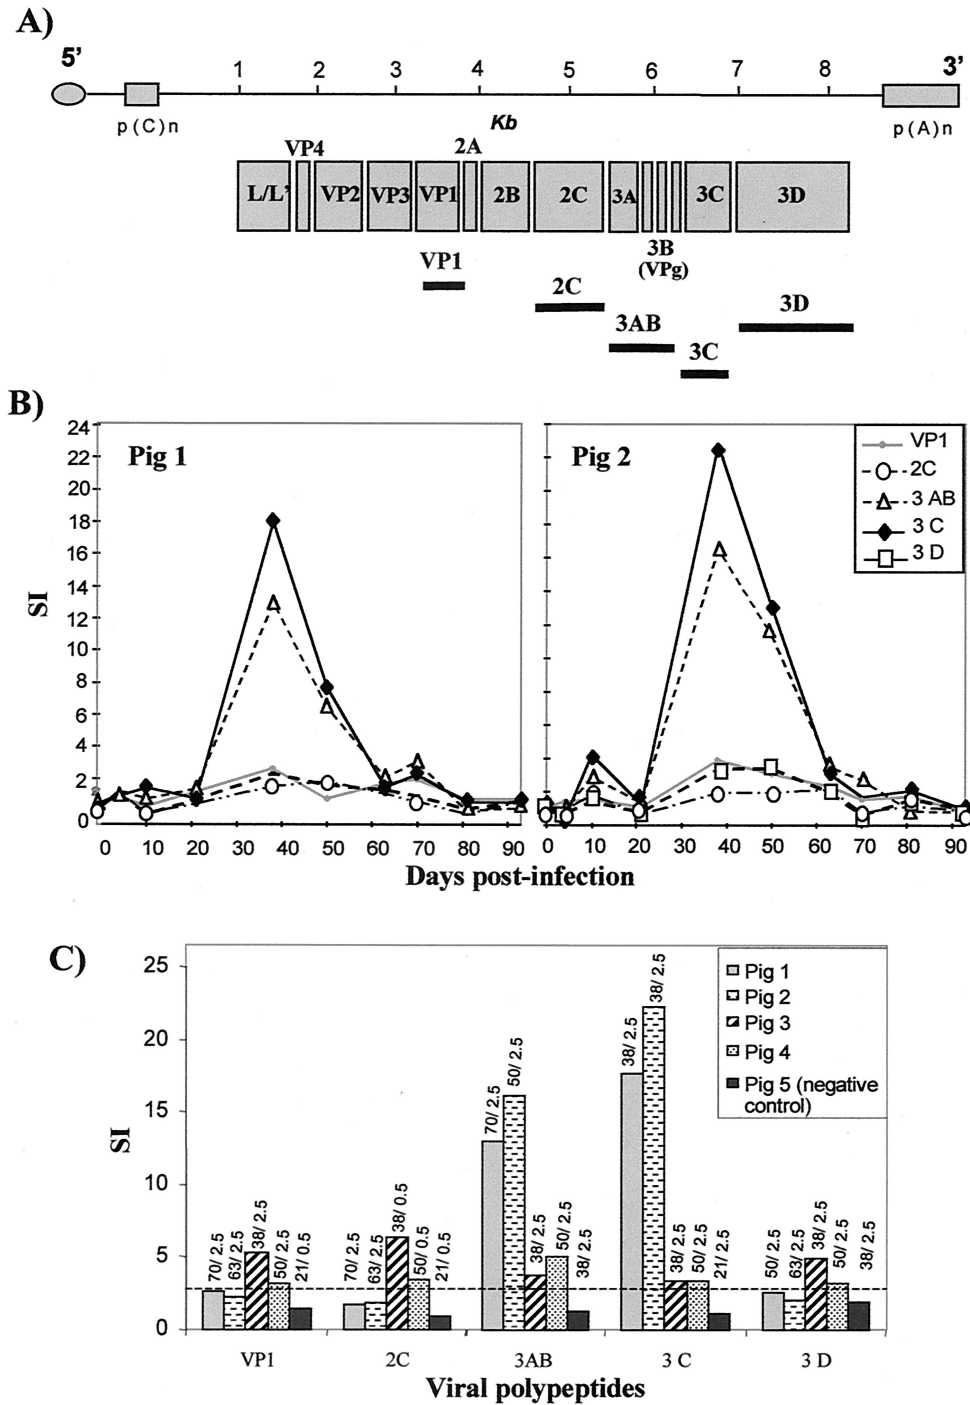 A)
5' 1 2 3 4 5 6 7 8 3'
p(C)n Kb p(A)n
VP4 2A
L/L' VP2 VP3 VP1 2B 2C 3A 3C 3D
3B
(VPg)
VP1
2C
3D
3AB
3C
B)
24
22
20
18
16
14
12
10
8
6
4
2
0
SI
Pig 1
Pig 2
VP1
2C
3 AB
3 C
3 D
0 10 20 30 40 50 60 70 80 90 0 10 20 30 40 50 60 70 80 90
Days post-infection
C)
25
20
15
10
5
0
SI
Pig 1
Pig 2
Pig 3
Pig 4
Pig 5 (negative
control)
70/ 2.5 63/ 2.5 38/ 2.5 50/ 2.5 21/ 0.5
70/ 2.5 63/ 2.5 38/ 0.5 50/ 0.5 21/ 0.5
70/ 2.5 50/ 2.5 38/ 2.5 50/ 2.5 38/ 2.5
38/ 2.5 38/ 2.5 38/ 2.5 50/ 2.5 21/ 2.5
50/ 2.5 63/ 2.5 38/ 2.5 50/ 2.5 38/ 2.5
VP1 2C 3AB 3 C 3 D
Viral polypeptides